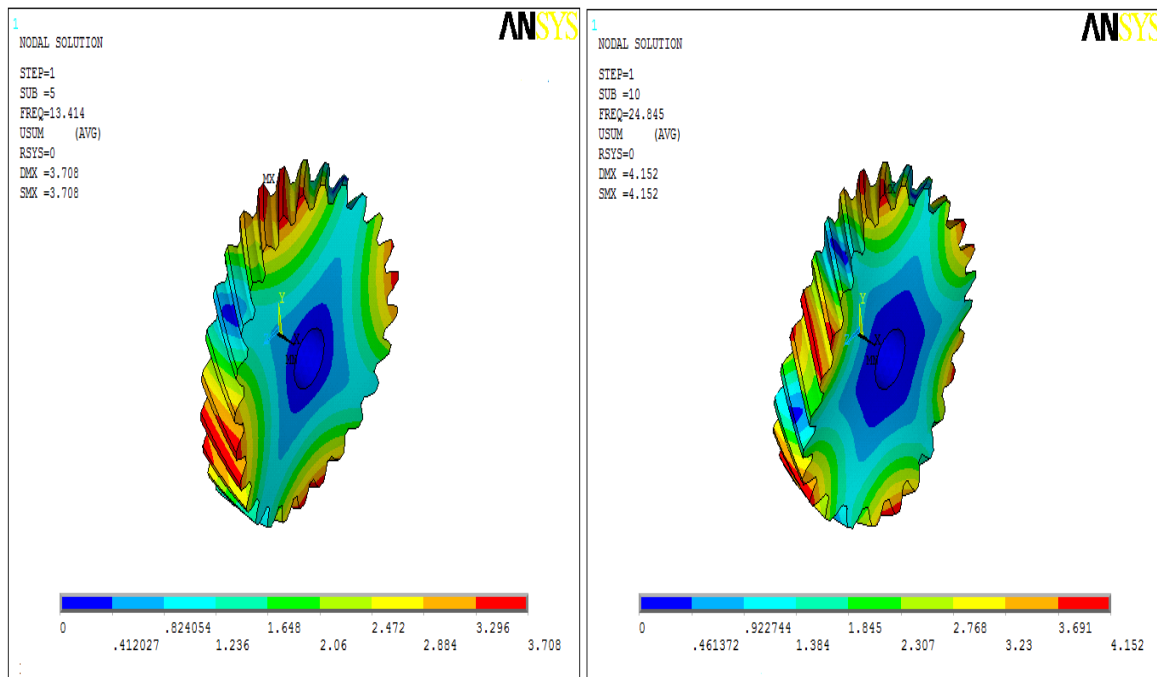 1
ANSYS
NODAL SOLUTION
STEP=1
SUB =5
FREQ=13.414
USUM (AVG)
RSYS=0
DMX =3.708
SMX =3.708
MX
Y
X
MN
0 .824054 1.648 2.472 3.296
.412027 1.236 2.06 2.884 3.708
1
ANSYS
NODAL SOLUTION
STEP=1
SUB =10
FREQ=24.845
USUM (AVG)
RSYS=0
DMX =4.152
SMX =4.152
MX
Y
X
0 .922744 1.845 2.768 3.691
.461372 1.384 2.307 3.23 4.152